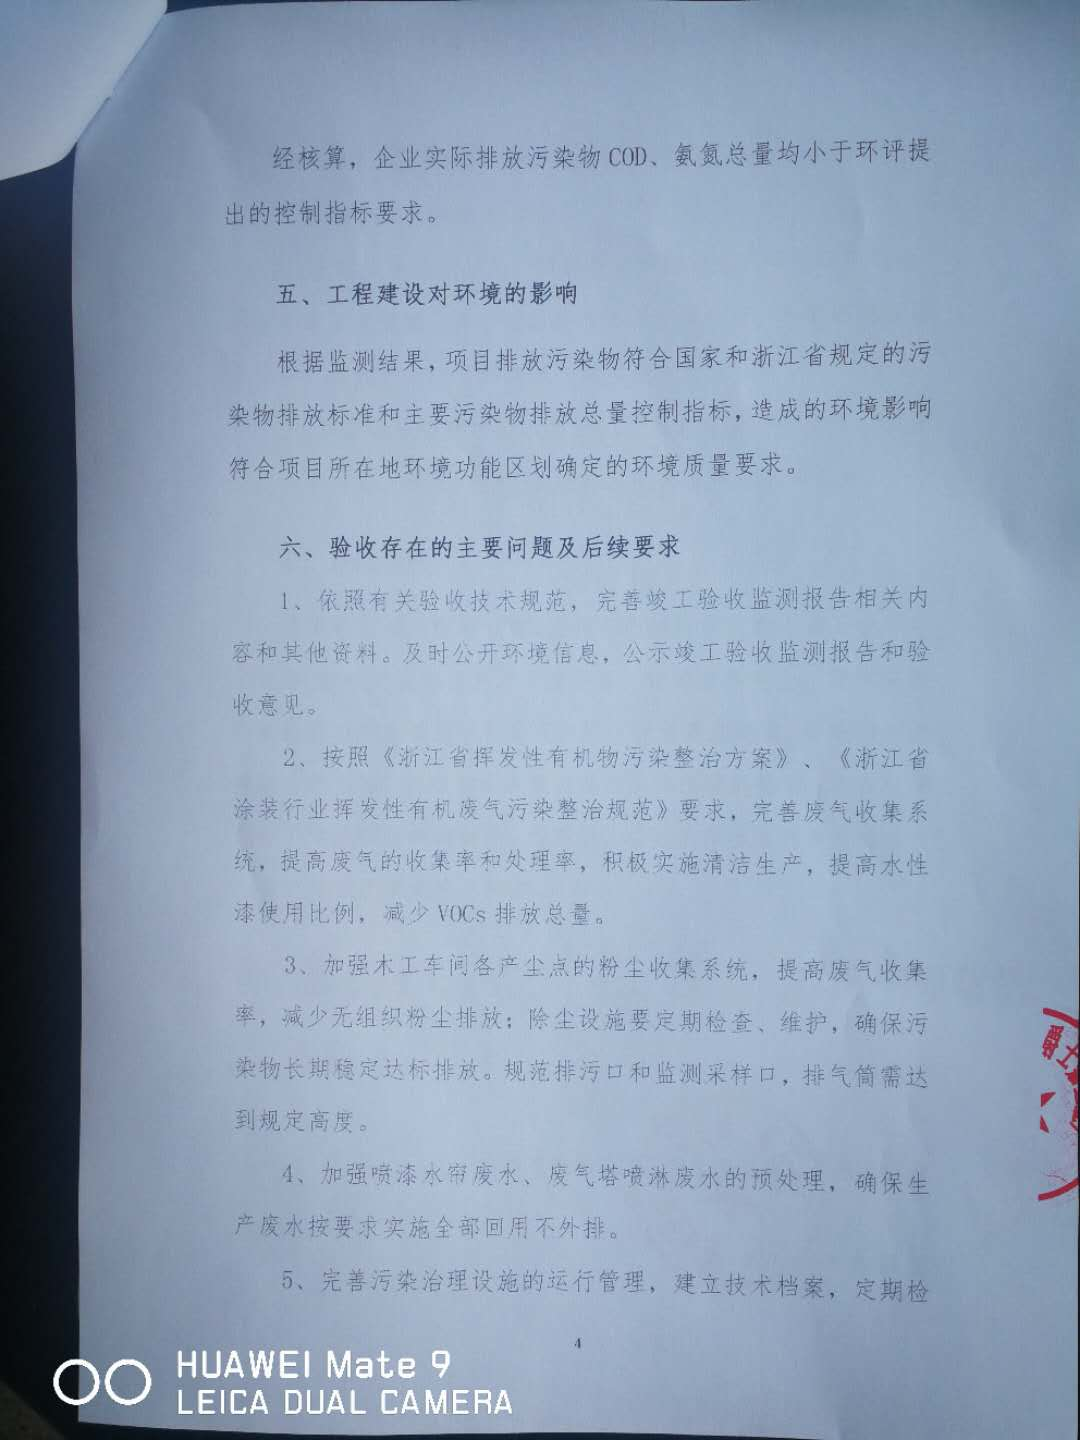 经核算，企业实际排放污染物COD、氨氮总量均小于环评提
出的控制指标要求。
五、工程建设对环境的影响
根据监测结果，项目排放污染物符合国家和浙江省规定的污
染物排放标准和主要污染物排放总量控制指标，造成的环境影响
符合项目所在地环境功能区划确定的环境质量要求。
六、验收存在的主要问题及后续要求
1、依照有关验收技术规范，完善竣工验收监测报告相关内
容和其他资料。及时公开环境信息，公示竣工验收监测报告和验
收意见。
2、按照《浙江省挥发性有机物污染整治方案》、《浙江省
涂装行业挥发性有机废气污染整治规范》要求，完善废气收集系
统，提高废气的收集率和处理率，积极实施清洁生产，提高水性
漆使用比例，减少VOCs排放总量。
3、加强木工车间各产尘点的粉尘收集系统，提高废气收集
率，减少无组织粉尘排放；除尘设施要定期检查、维护，确保污
染物长期稳定达标排放。规范排污口和监测采样口，排气筒需达
到规定高度。
4、加强喷漆水帘废水、废气塔喷淋废水的预处理，确保生
产废水按要求实施全部回用不外排。
5、完善污染治理设施的运行管理，建立技术档案，定期检
4
HUAWEI Mate 9
LEICA DUAL CAMERA